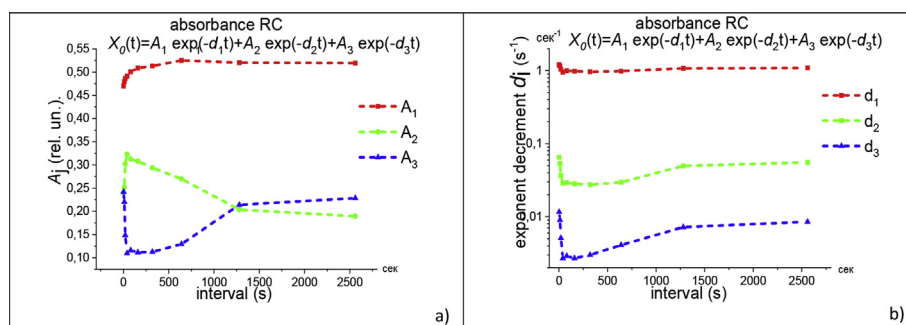 absorbance RC
X₀(t)=A₁ exp(-d₁t)+A₂ exp(-d₂t)+A₃ exp(-d₃t)
0,55
0,50
0,45
0,40
0,35
0,30
0,25
0,20
0,15
0,10
Aj (rel. un.)
A₁
A₂
A₃
0 500 1000 1500 2000 2500
сек
interval (s)
a)
absorbance RC
сек⁻¹ X₀(t)=A₁ exp(-d₁t)+A₂ exp(-d₂t)+A₃ exp(-d₃t)
1
0,1
0,01
exponent decrement dj (s⁻¹)
d₁
d₂
d₃
0 500 1000 1500 2000 2500
сек
interval (s)
b)